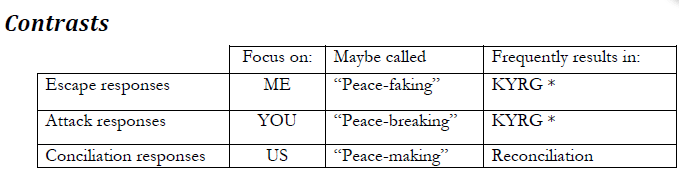 Contrasts
Focus on: Maybe called Frequently results in:
Escape responses ME “Peace-faking” KYRG *
Attack responses YOU “Peace-breaking” KYRG *
Conciliation responses US “Peace-making” Reconciliation